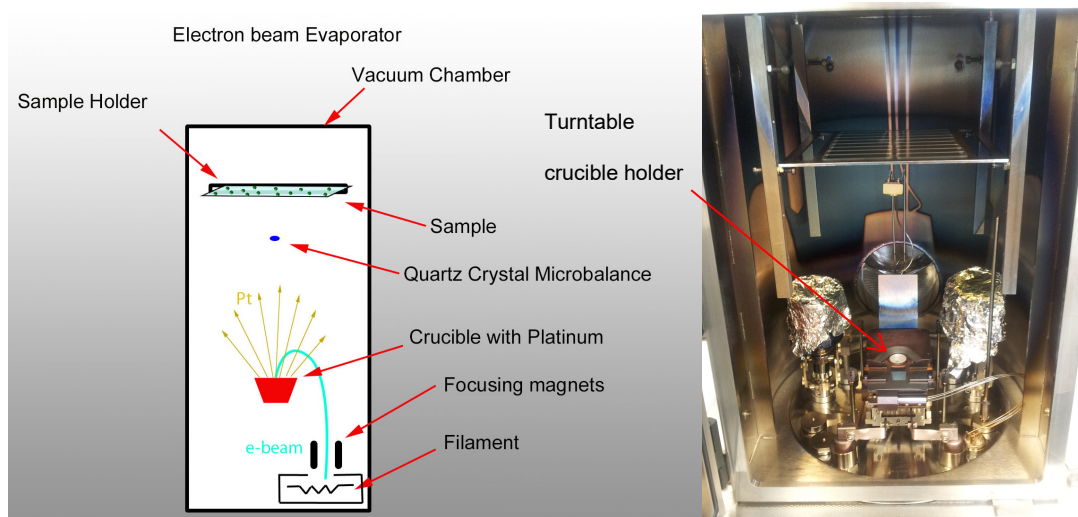 Electron beam Evaporator
Vacuum Chamber
Sample Holder
Sample
Quartz Crystal Microbalance
Pt
Crucible with Platinum
Focusing magnets
e-beam
Filament
Turntable
crucible holder